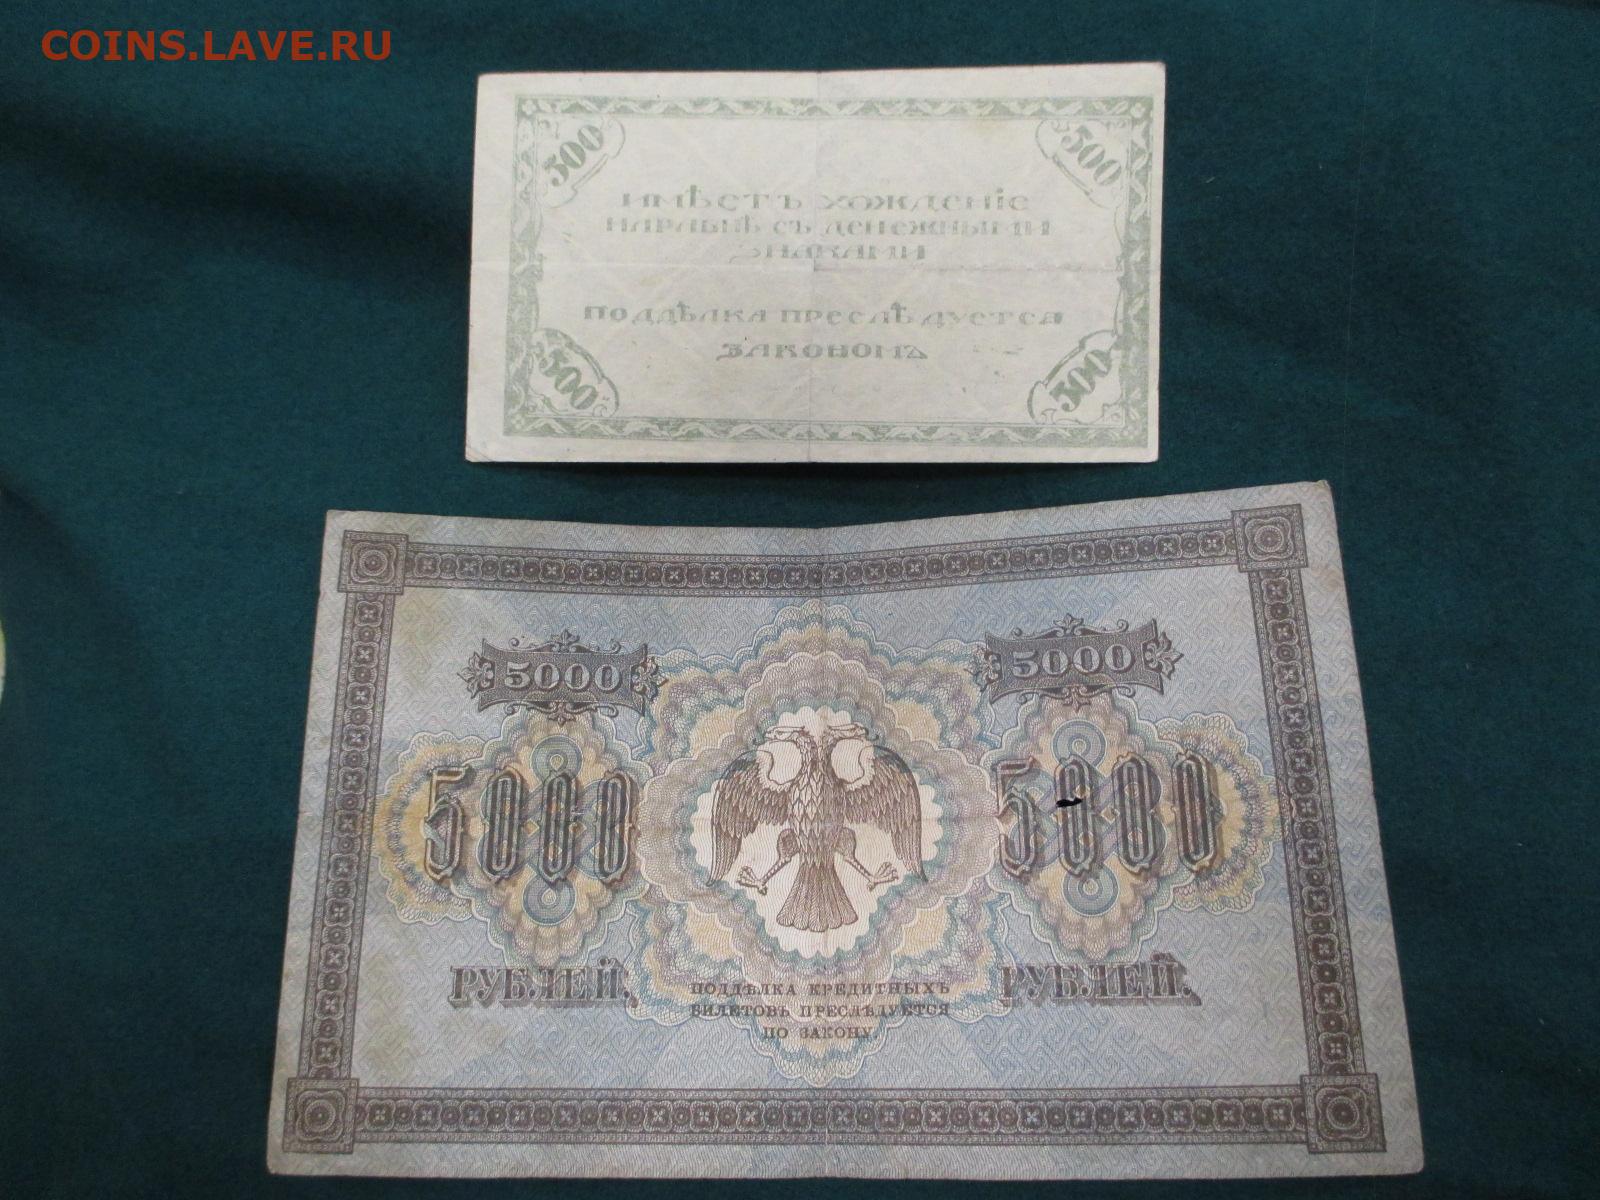 COINS.LAVE.RU
500 500
ИМѢЕТЪ ХОЖДЕНІЕ
НАРАВНѢ СЪ ДЕНЕЖНЫМИ
ЗНАКАМИ
ПОДДѢЛКА ПРЕСЛѢДУЕТСЯ
ЗАКОНОМЪ
500 500
5000 5000
5000 5000
РУБЛЕЙ. РУБЛЕЙ.
ПОДДѢЛКА КРЕДИТНЫХЪ
БИЛЕТОВЪ ПРЕСЛѢДУЕТСЯ
ПО ЗАКОНУ.